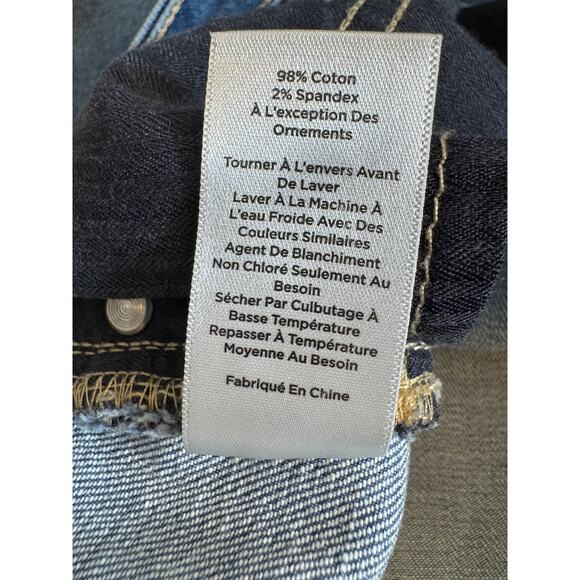 98% Coton
2% Spandex
À L'exception Des
Ornements
Tourner À L'envers Avant
De Laver
Laver À La Machine À
L'eau Froide Avec Des
Couleurs Similaires
Agent De Blanchiment
Non Chloré Seulement Au
Besoin
Sécher Par Culbutage À
Basse Température
Repasser À Température
Moyenne Au Besoin
Fabriqué En Chine